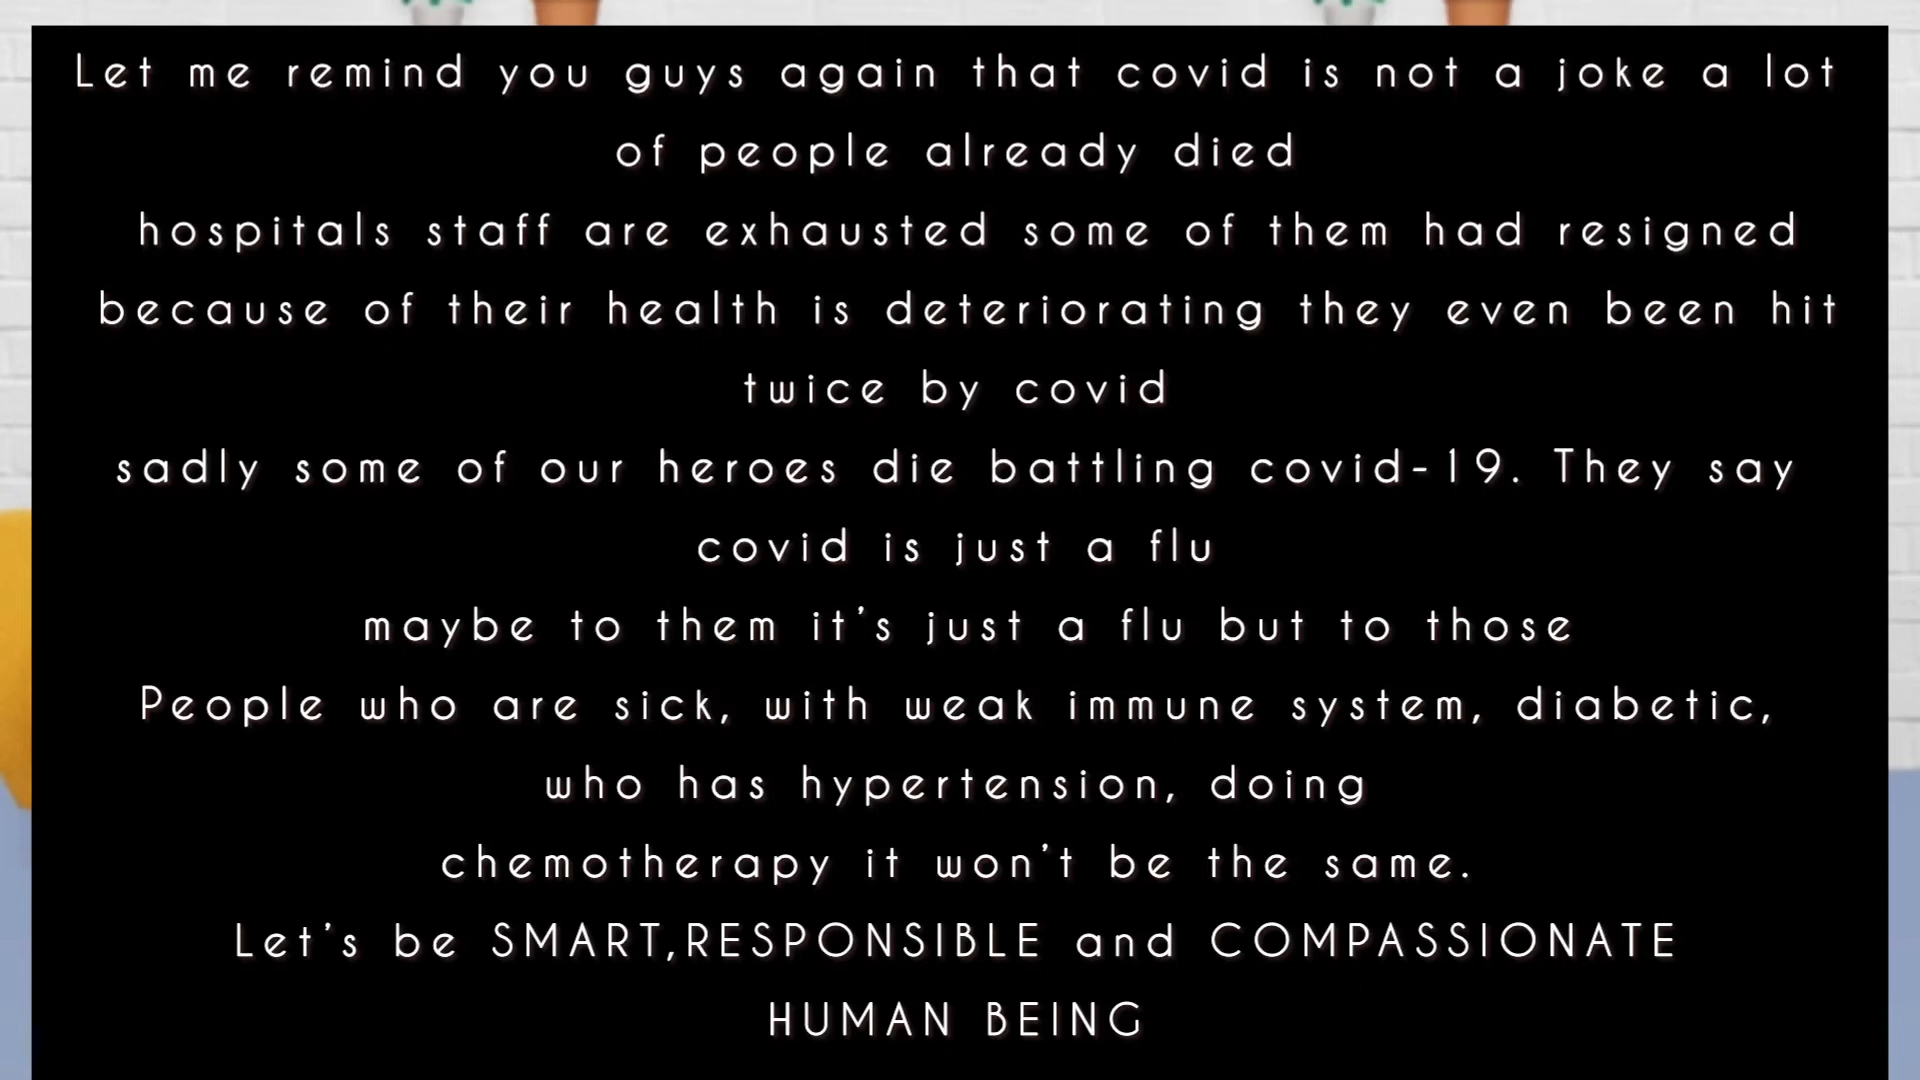 Let me remind you guys again that covid is not a joke a lot
of people already died
hospitals staff are exhausted some of them had resigned
because of their health is deteriorating they even been hit
twice by covid
sadly some of our heroes die battling covid-19. They say
covid is just a flu
maybe to them it's just a flu but to those
People who are sick, with weak immune system, diabetic,
who has hypertension, doing
chemotherapy it won't be the same.
Let's be SMART,RESPONSIBLE and COMPASSIONATE
HUMAN BEING